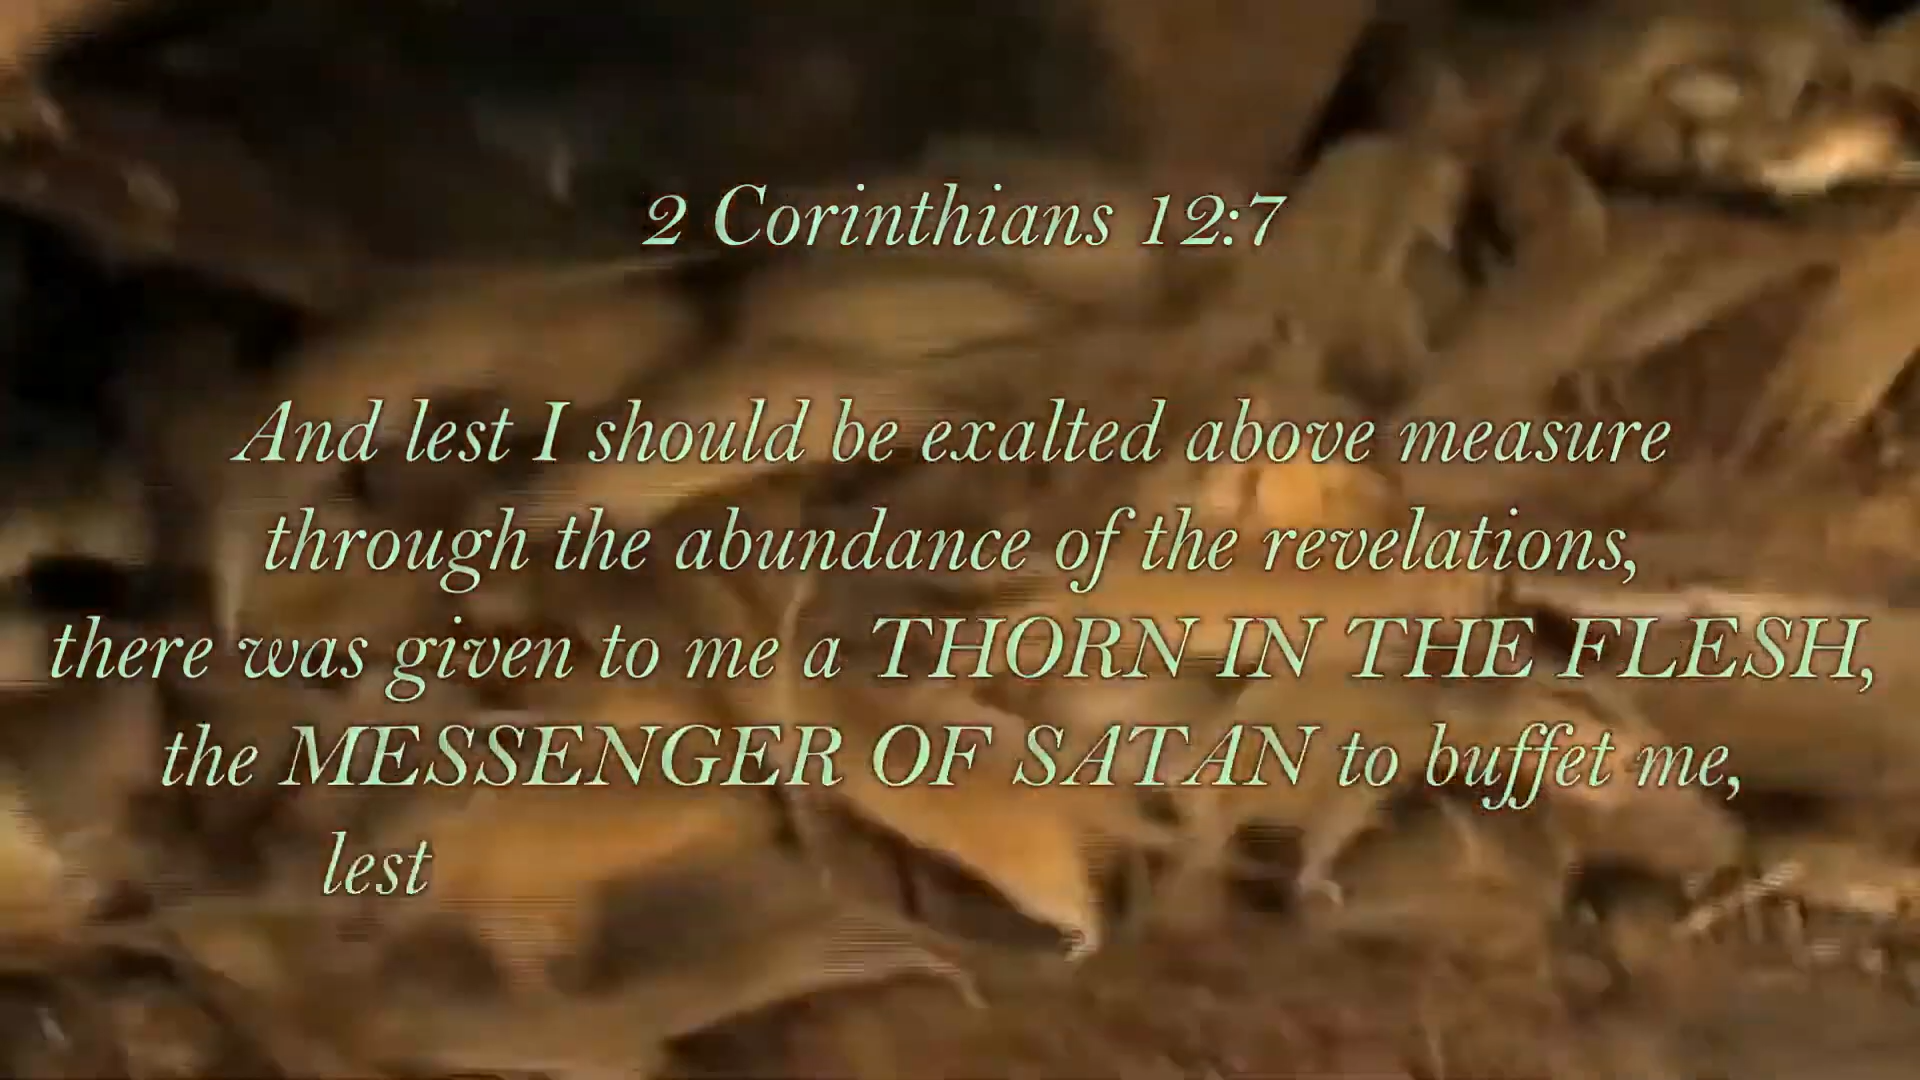 2 Corinthians 12:7
And lest I should be exalted above measure
through the abundance of the revelations,
there was given to me a THORN IN THE FLESH,
the MESSENGER OF SATAN to buffet me,
lest